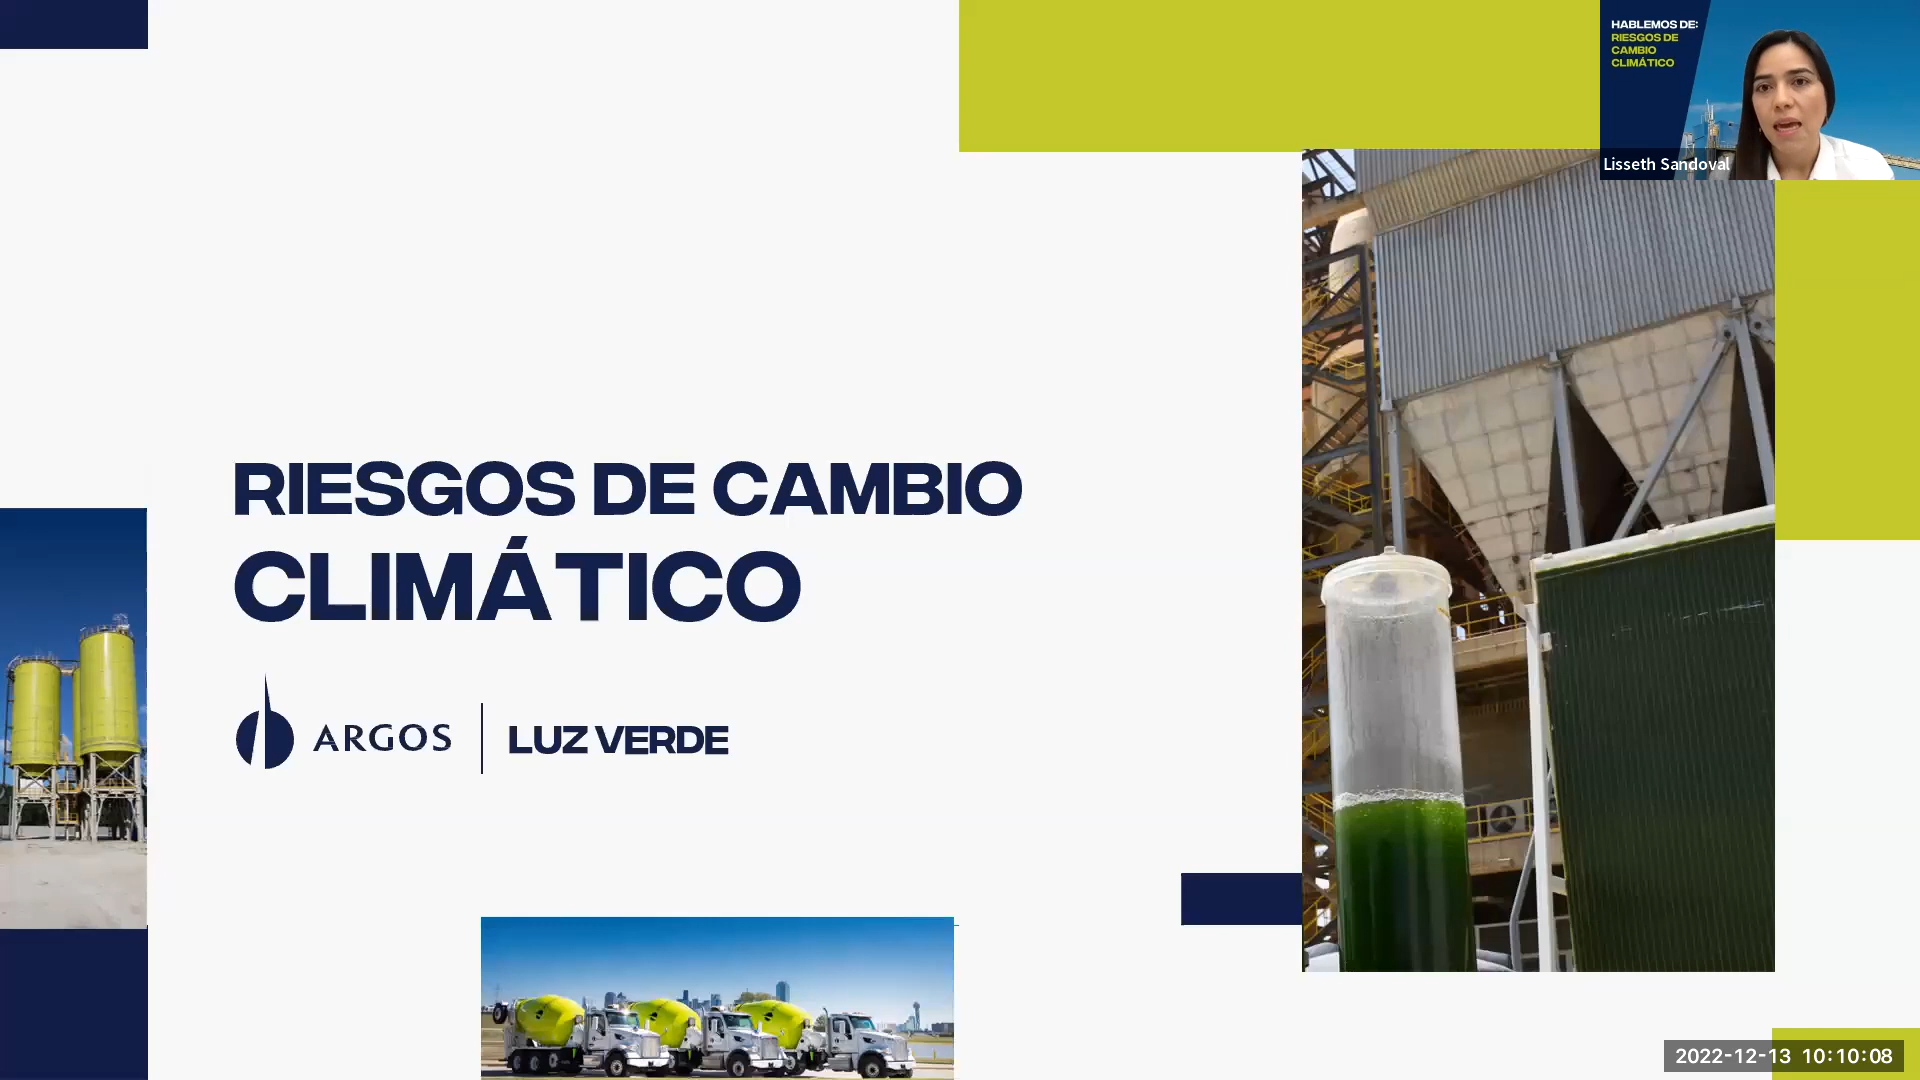 HABLEMOS DE:
RIESGOS DE
CAMBIO
CLIMÁTICO
Lisseth Sandoval
RIESGOS DE CAMBIO
CLIMÁTICO
ARGOS | LUZ VERDE
2022-12-13 10:10:08